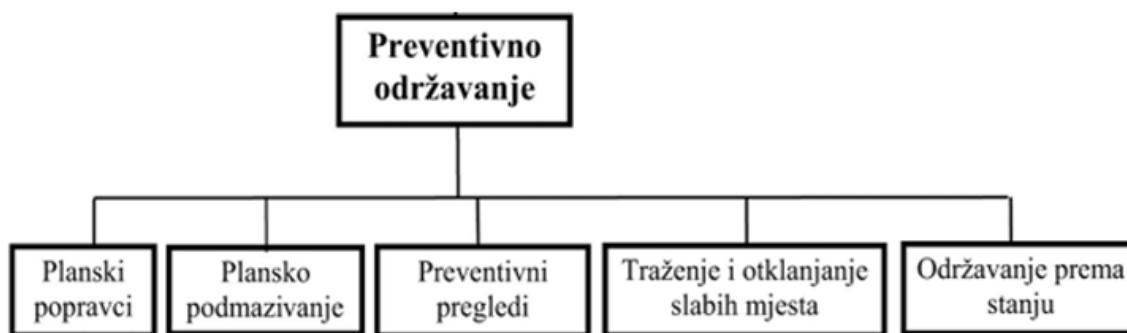 Preventivno
održavanje
Planski
popravci
Plansko
podmazivanje
Preventivni
pregledi
Traženje i otklanjanje
slabih mjesta
Održavanje prema
stanju